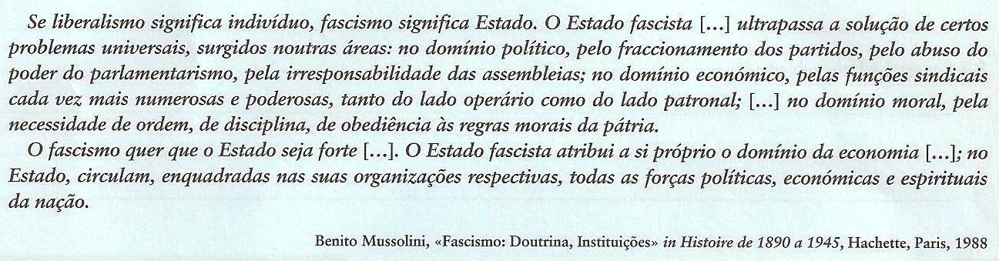 Se liberalismo significa indivíduo, fascismo significa Estado. O Estado fascista [...] ultrapassa a solução de certos
problemas universais, surgidos noutras áreas: no domínio político, pelo fraccionamento dos partidos, pelo abuso do
poder do parlamentarismo, pela irresponsabilidade das assembleias; no domínio económico, pelas funções sindicais
cada vez mais numerosas e poderosas, tanto do lado operário como do lado patronal; [...] no domínio moral, pela
necessidade de ordem, de disciplina, de obediência às regras morais da pátria.
O fascismo quer que o Estado seja forte [...]. O Estado fascista atribui a si próprio o domínio da economia [...]; no
Estado, circulam, enquadradas nas suas organizações respectivas, todas as forças políticas, económicas e espirituais
da nação.
Benito Mussolini, «Fascismo: Doutrina, Instituições» in Histoire de 1890 a 1945, Hachette, Paris, 1988